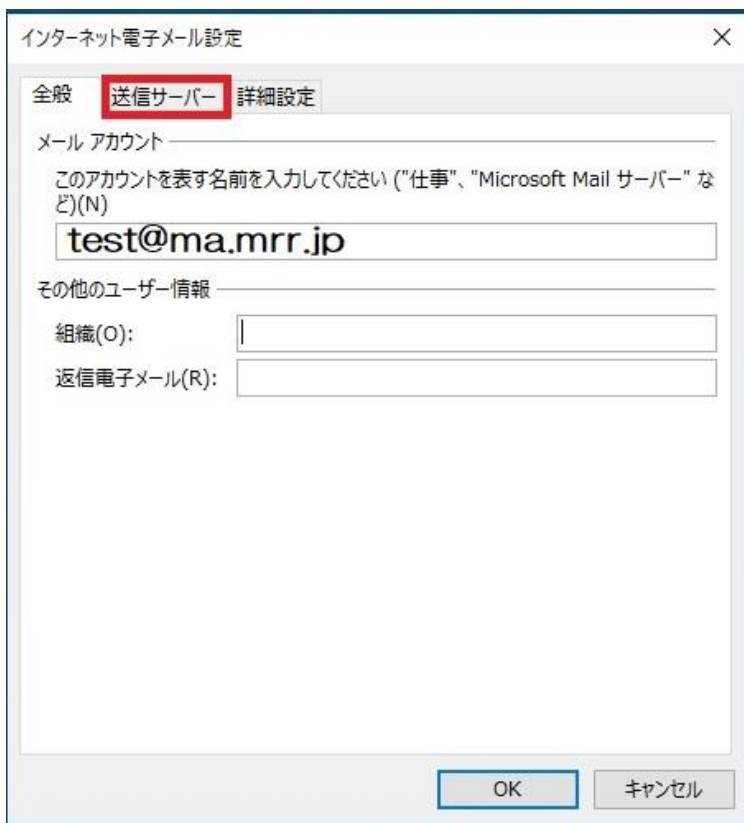 インターネット電子メール設定
全般 送信サーバー 詳細設定
メール アカウント
このアカウントを表す名前を入力してください ("仕事"、"Microsoft Mail サーバー" な
ど)(N)
test@ma.mrr.jp
その他のユーザー情報
組織(O):
返信電子メール(R):
OK キャンセル